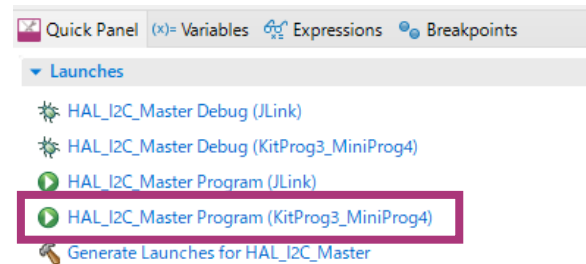 Quick Panel (x)= Variables Expressions Breakpoints
Launches
HAL_I2C_Master Debug (JLink)
HAL_I2C_Master Debug (KitProg3_MiniProg4)
HAL_I2C_Master Program (JLink)
HAL_I2C_Master Program (KitProg3_MiniProg4)
Generate Launches for HAL_I2C_Master